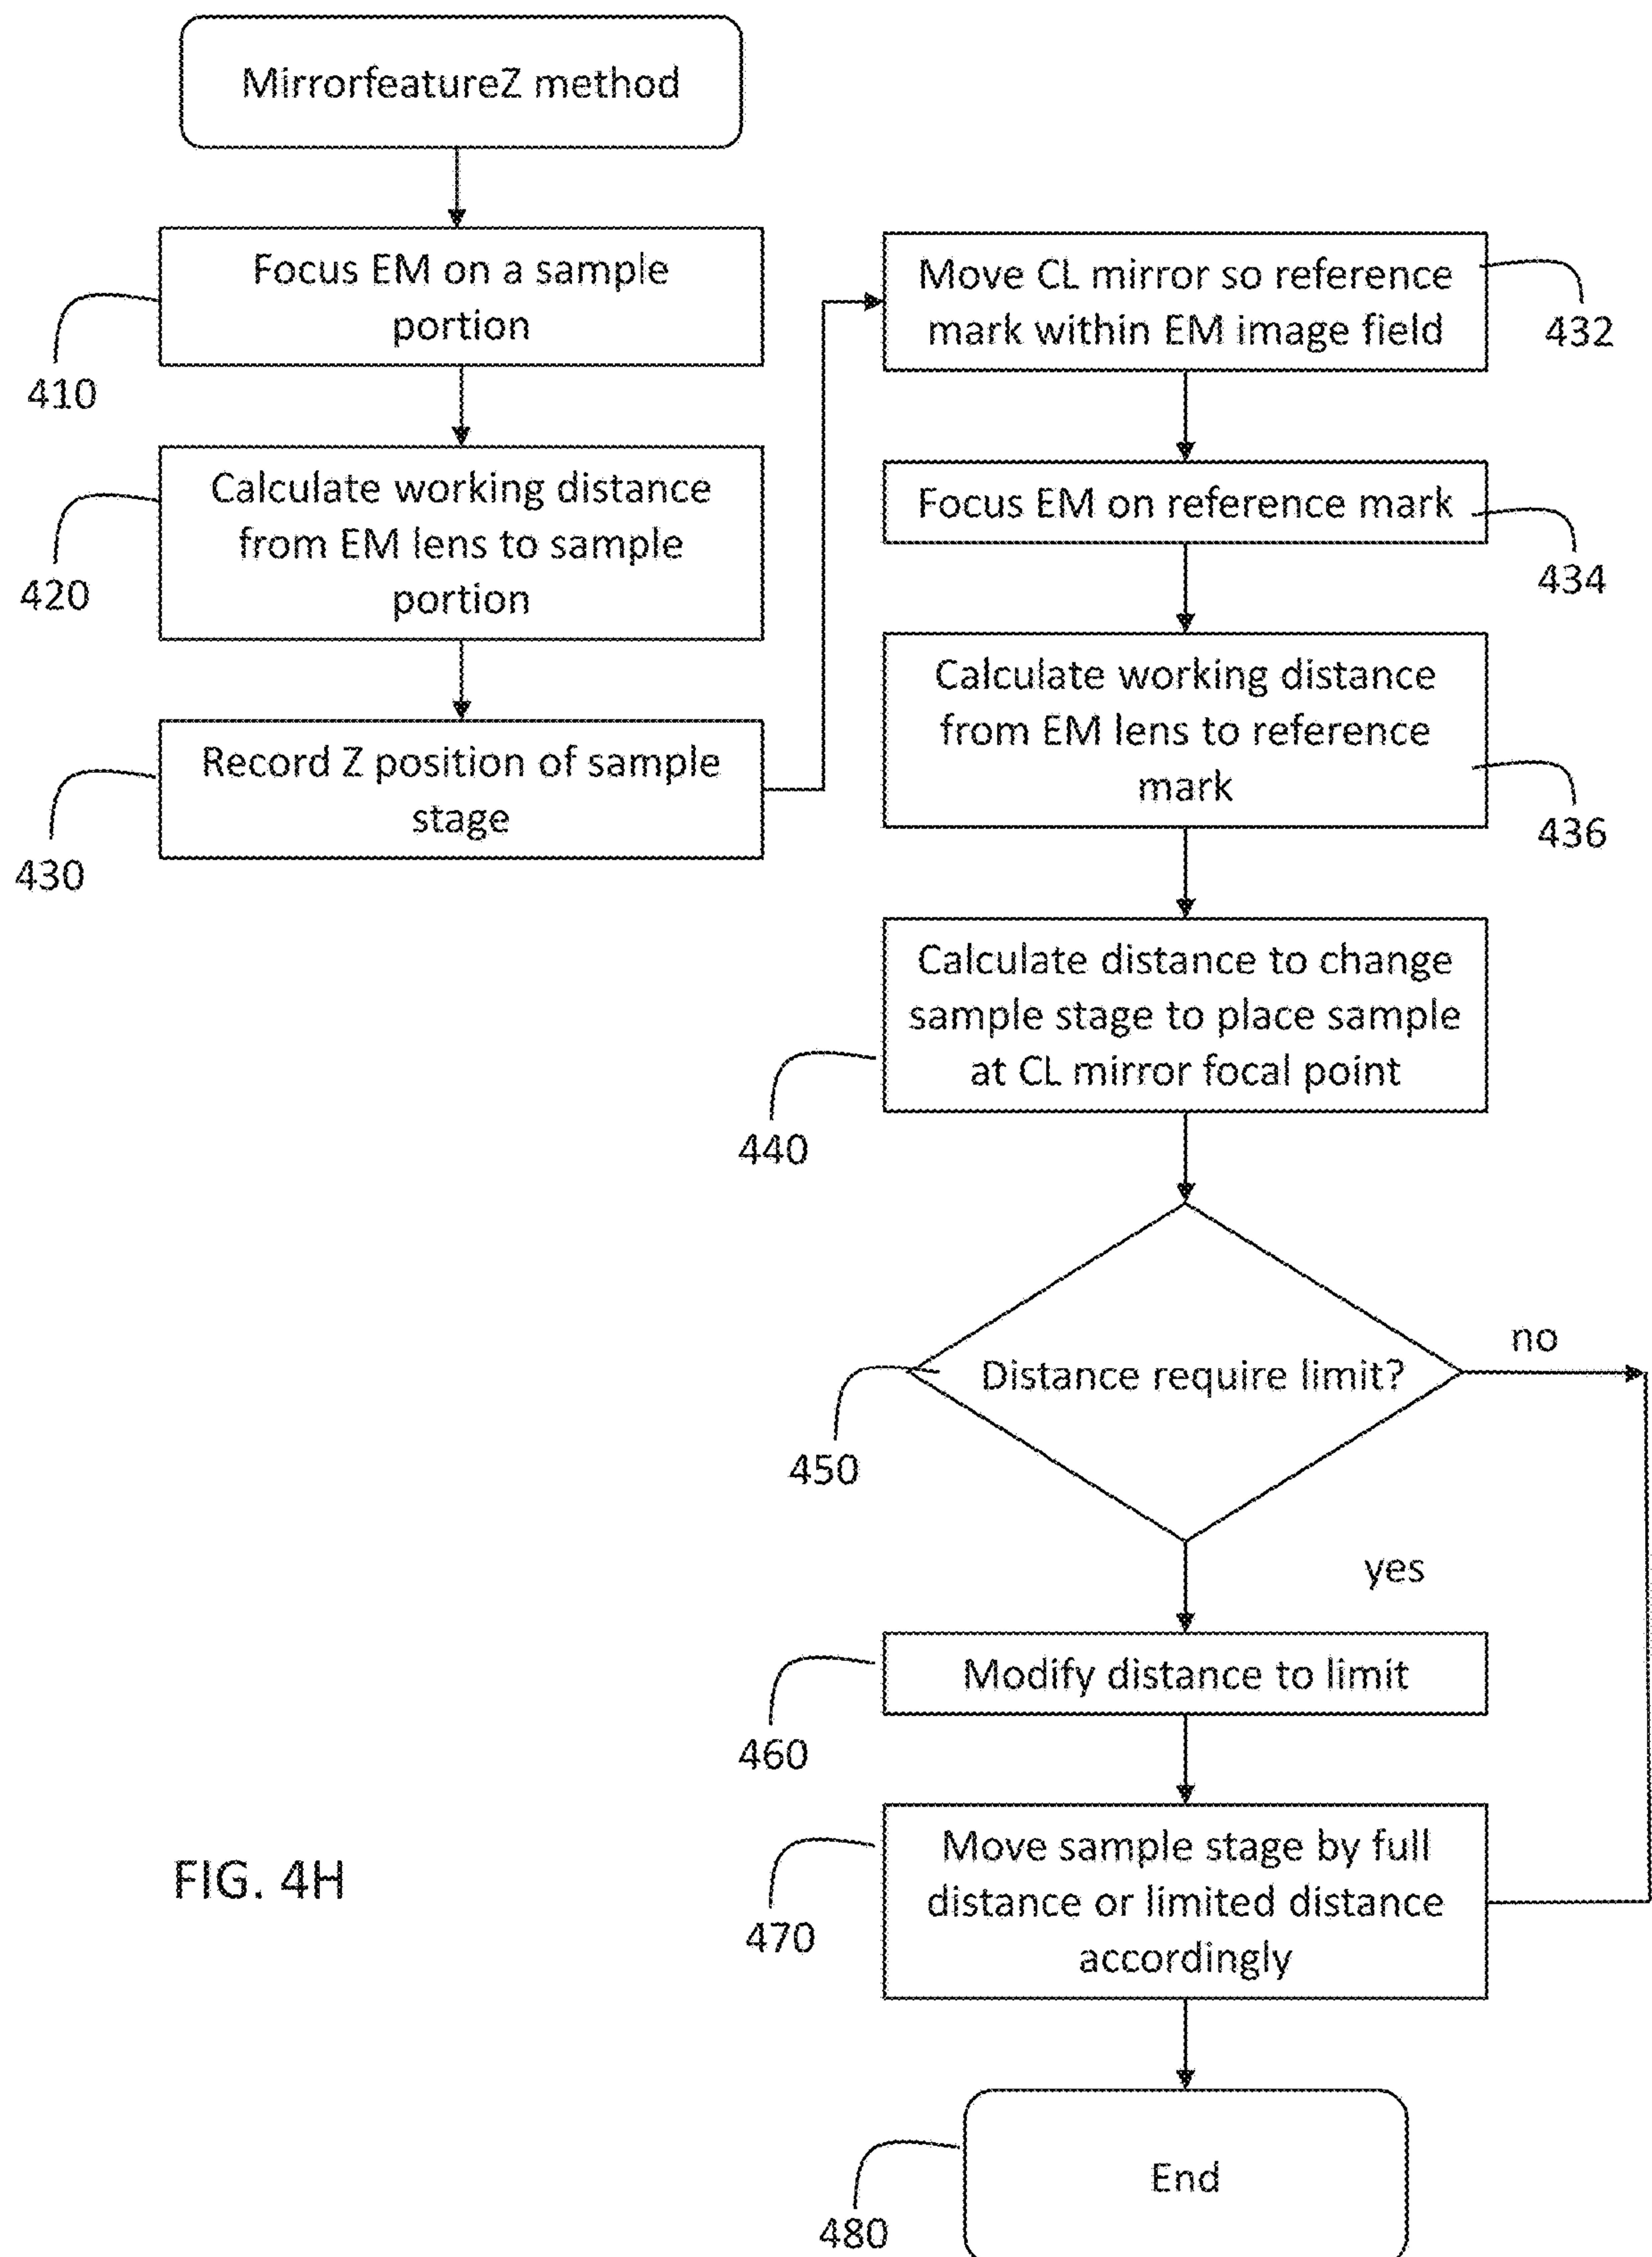 MirrorfeatureZ method
Focus EM on a sample
portion
410
Calculate working distance
from EM lens to sample
portion
420
Record Z position of sample
stage
430
Move CL mirror so reference
mark within EM image field
432
Focus EM on reference mark
434
Calculate working distance
from EM lens to reference
mark
436
Calculate distance to change
sample stage to place sample
at CL mirror focal point
440
Distance require limit?
no
450
yes
Modify distance to limit
460
Move sample stage by full
distance or limited distance
accordingly
470
FIG. 4H
End
480